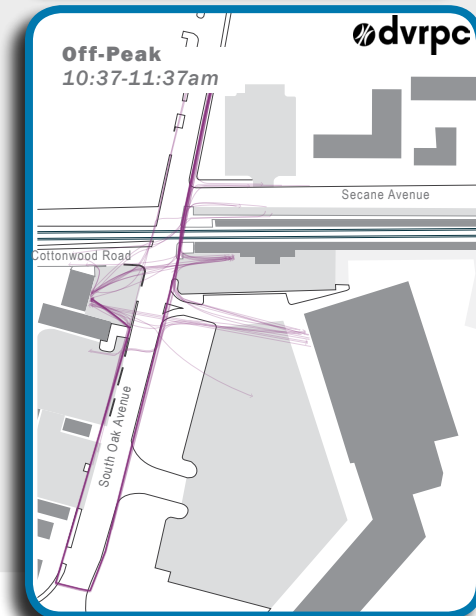 dvrpc
Off-Peak
10:37-11:37am
Secane Avenue
Cottonwood Road
South Oak Avenue